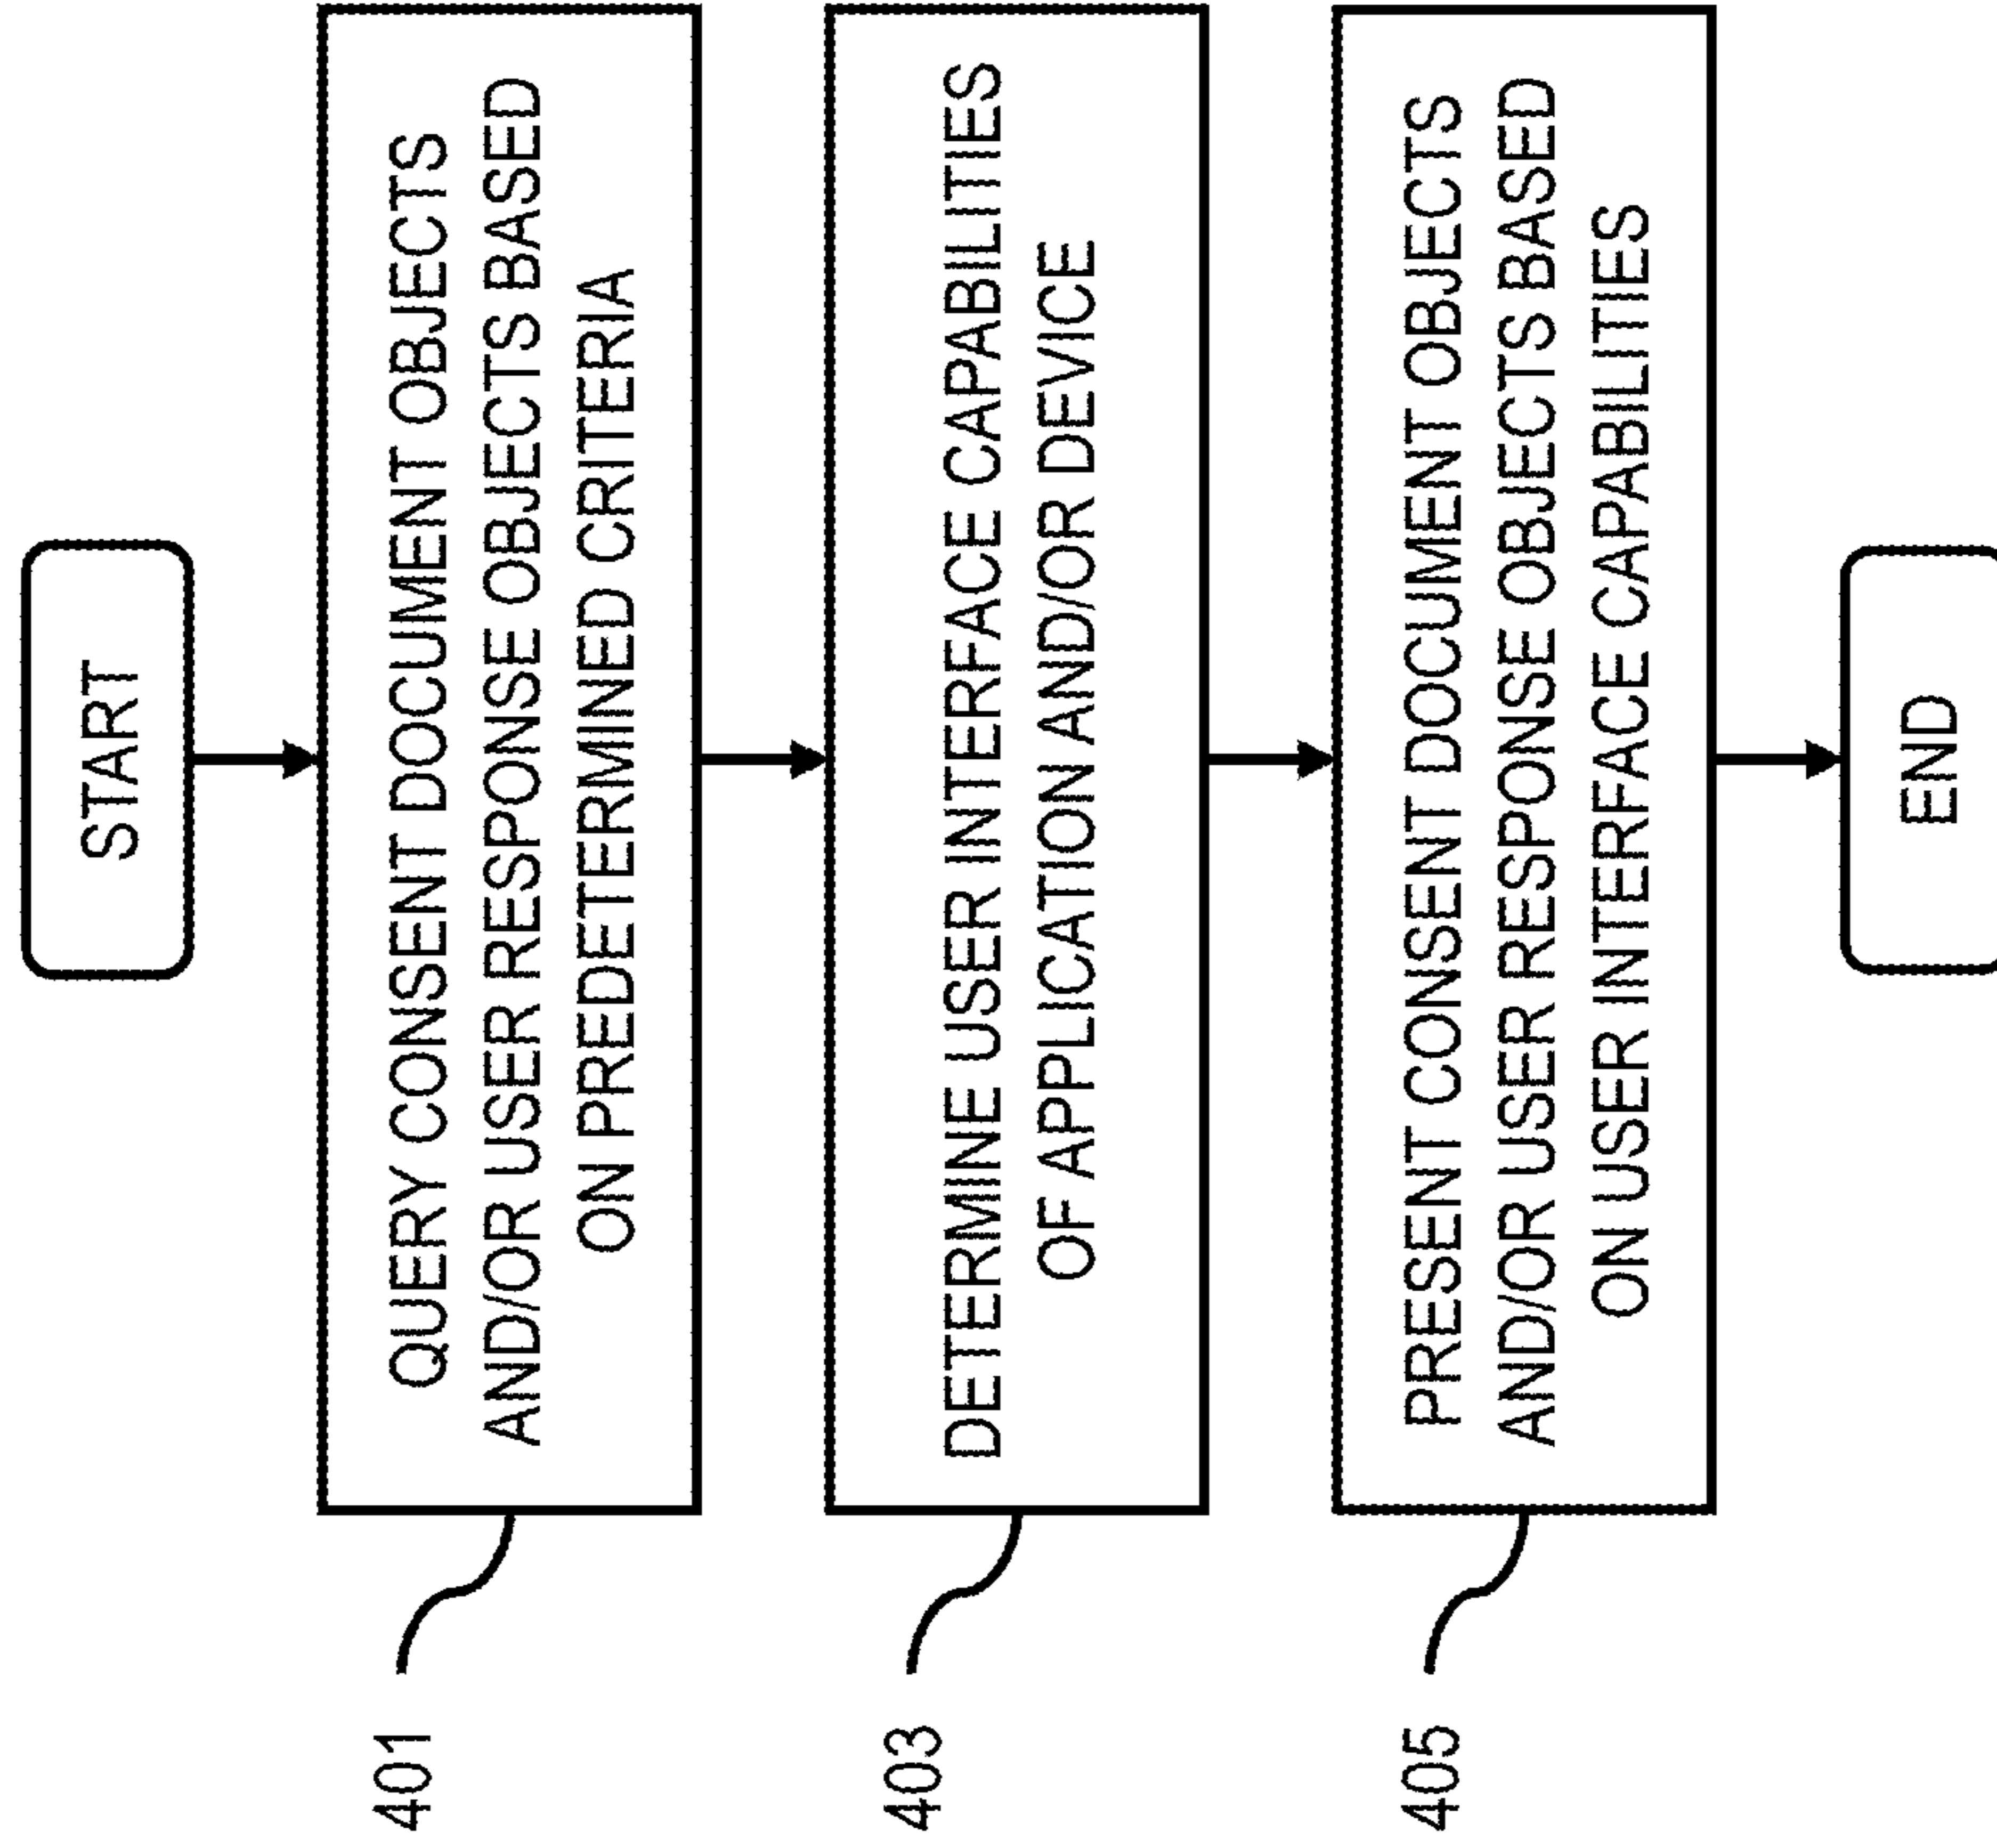 START
401
QUERY CONSENT DOCUMENT OBJECTS
AND/OR USER RESPONSE OBJECTS BASED
ON PREDETERMINED CRITERIA
403
DETERMINE USER INTERFACE CAPABILITIES
OF APPLICATION AND/OR DEVICE
405
PRESENT CONSENT DOCUMENT OBJECTS
AND/OR USER RESPONSE OBJECTS BASED
ON USER INTERFACE CAPABILITIES
END